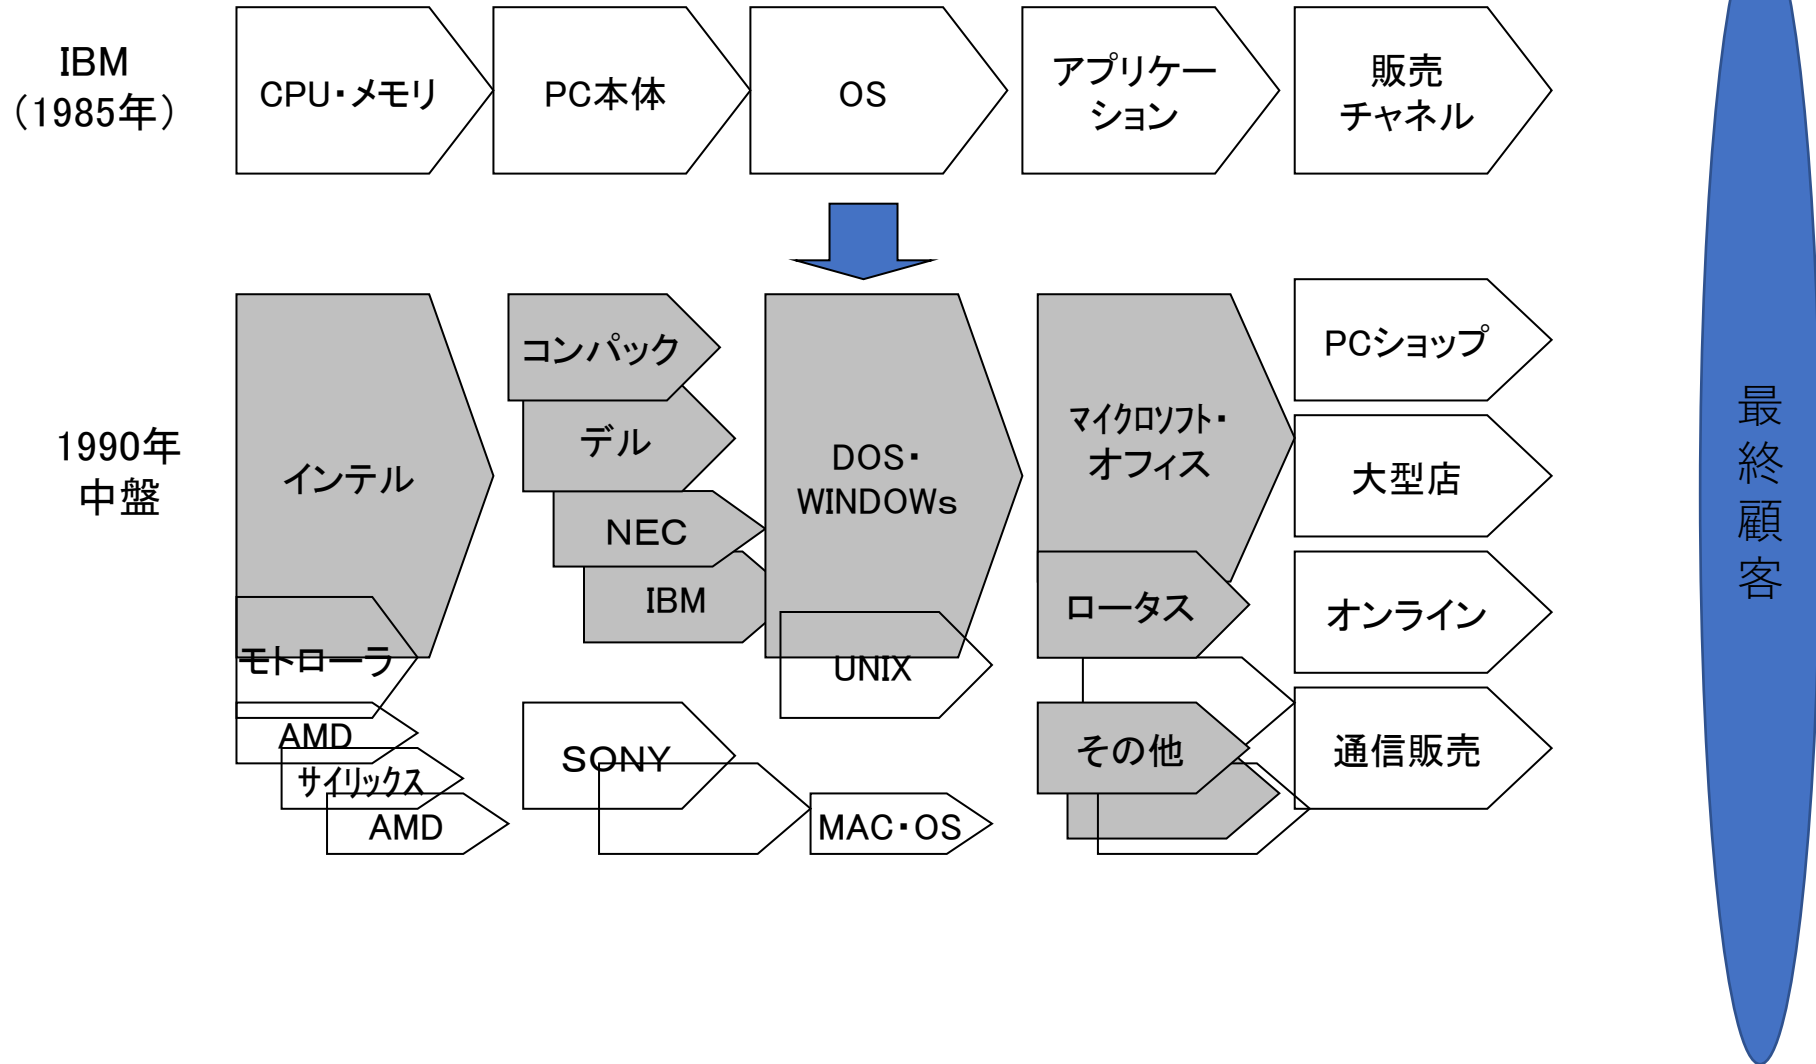 IBM
（1985年）
CPU・メモリ
PC本体
OS
アプリケー
ション
販売
チャネル
1990年
中盤
インテル
モトローラ
AMD
サイリックス
AMD
コンパック
デル
ＮＥＣ
IBM
ＳＯＮＹ
DOS・
WINDOWｓ
UNIX
MAC・OS
マイクロソフト・
オフィス
ロータス
その他
PCショップ
大型店
オンライン
通信販売
最終顧客